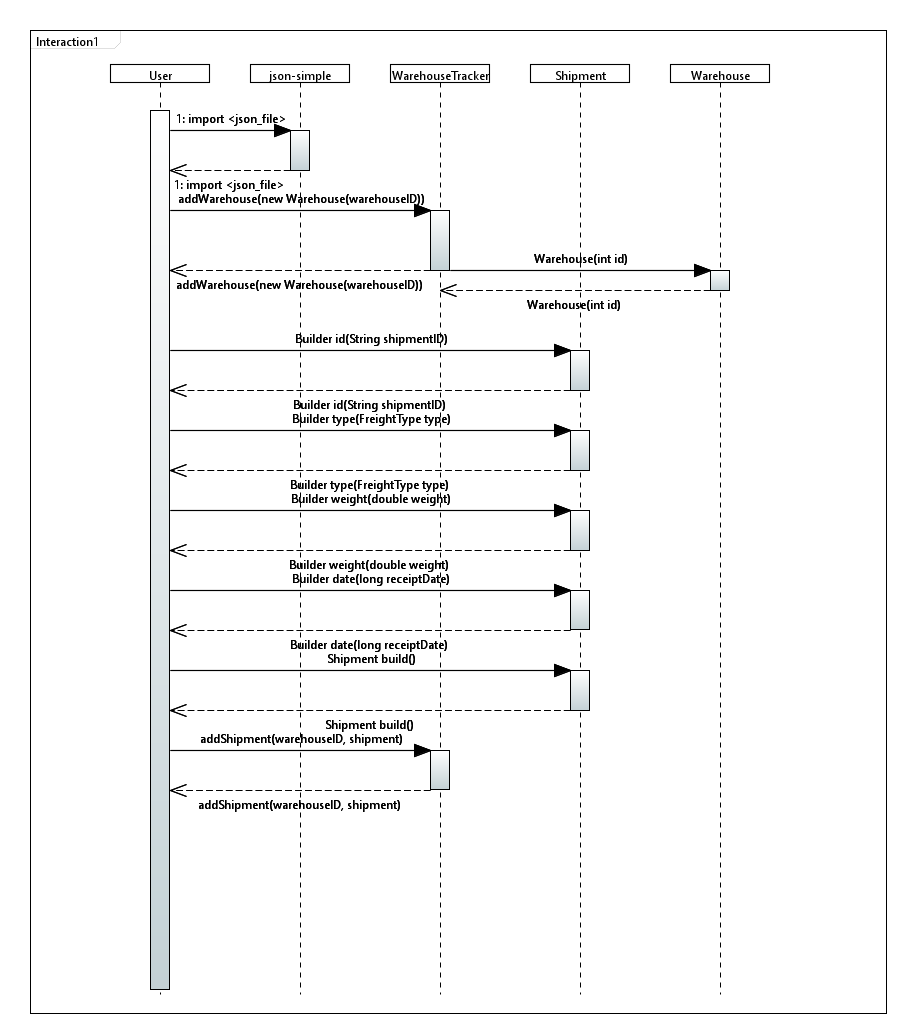 Interaction1
User
json-simple
WarehouseTracker
Shipment
Warehouse
1: import <json_file>
1: import <json_file>
addWarehouse(new Warehouse(warehouseID))
Warehouse(int id)
addWarehouse(new Warehouse(warehouseID))
Warehouse(int id)
Builder id(String shipmentID)
Builder id(String shipmentID)
Builder type(FreightType type)
Builder type(FreightType type)
Builder weight(double weight)
Builder weight(double weight)
Builder date(long receiptDate)
Builder date(long receiptDate)
Shipment build()
Shipment build()
addShipment(warehouseID, shipment)
addShipment(warehouseID, shipment)